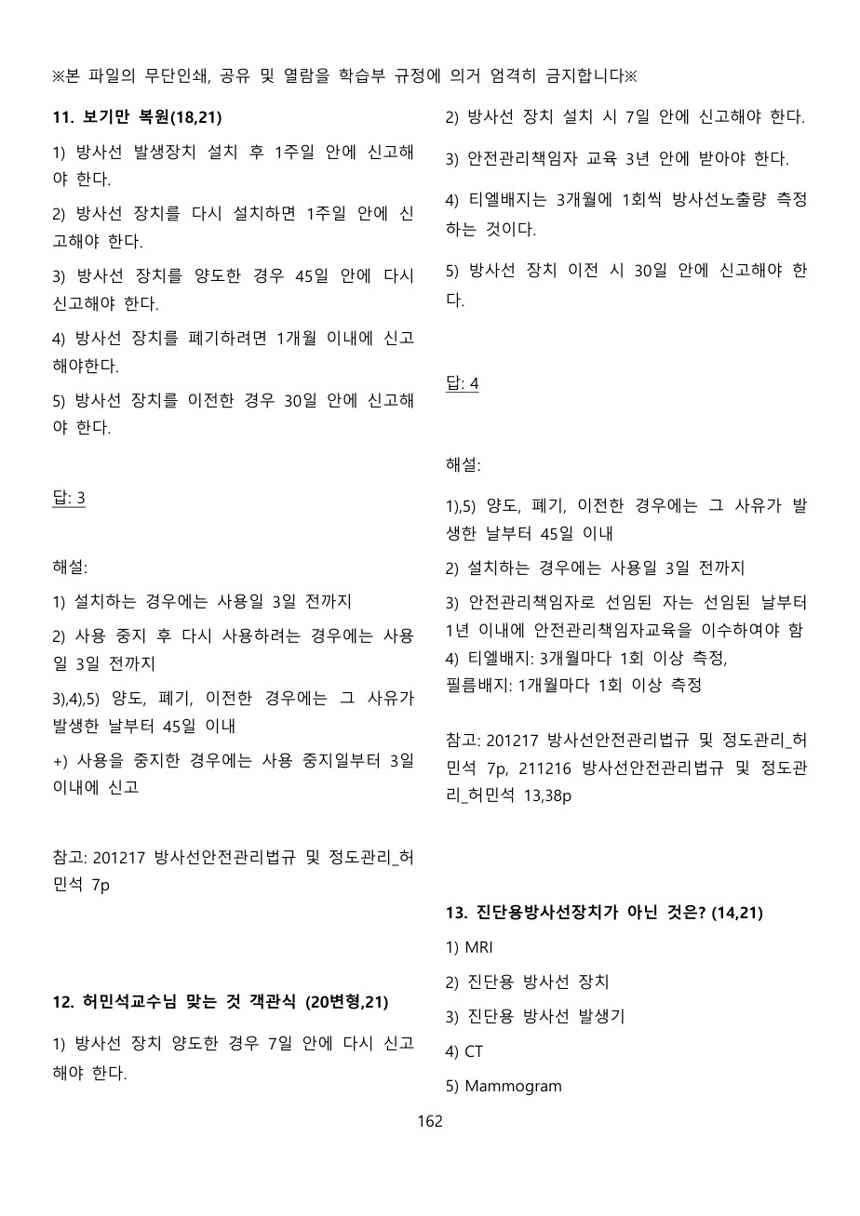 ※본 파일의 무단인쇄, 공유 및 열람을 학습부 규정에 의거 엄격히 금지합니다※
11. 보기만 복원(18,21)
1) 방사선 발생장치 설치 후 1주일 안에 신고해
야 한다.
2) 방사선 장치를 다시 설치하면 1주일 안에 신
고해야 한다.
3) 방사선 장치를 양도한 경우 45일 안에 다시
신고해야 한다.
4) 방사선 장치를 폐기하려면 1개월 이내에 신고
해야한다.
5) 방사선 장치를 이전한 경우 30일 안에 신고해
야 한다.
답: 3
해설:
1) 설치하는 경우에는 사용일 3일 전까지
2) 사용 중지 후 다시 사용하려는 경우에는 사용
일 3일 전까지
3),4),5) 양도, 폐기, 이전한 경우에는 그 사유가
발생한 날부터 45일 이내
+) 사용을 중지한 경우에는 사용 중지일부터 3일
이내에 신고
참고: 201217 방사선안전관리법규 및 정도관리_허
민석 7p
12. 허민석교수님 맞는 것 객관식 (20변형,21)
1) 방사선 장치 양도한 경우 7일 안에 다시 신고
해야 한다.
2) 방사선 장치 설치 시 7일 안에 신고해야 한다.
3) 안전관리책임자 교육 3년 안에 받아야 한다.
4) 티엘배지는 3개월에 1회씩 방사선노출량 측정
하는 것이다.
5) 방사선 장치 이전 시 30일 안에 신고해야 한
다.
답: 4
해설:
1),5) 양도, 폐기, 이전한 경우에는 그 사유가 발
생한 날부터 45일 이내
2) 설치하는 경우에는 사용일 3일 전까지
3) 안전관리책임자로 선임된 자는 선임된 날부터
1년 이내에 안전관리책임자교육을 이수하여야 함
4) 티엘배지: 3개월마다 1회 이상 측정,
필름배지: 1개월마다 1회 이상 측정
참고: 201217 방사선안전관리법규 및 정도관리_허
민석 7p, 211216 방사선안전관리법규 및 정도관
리_허민석 13,38p
13. 진단용방사선장치가 아닌 것은? (14,21)
1) MRI
2) 진단용 방사선 장치
3) 진단용 방사선 발생기
4) CT
5) Mammogram
162